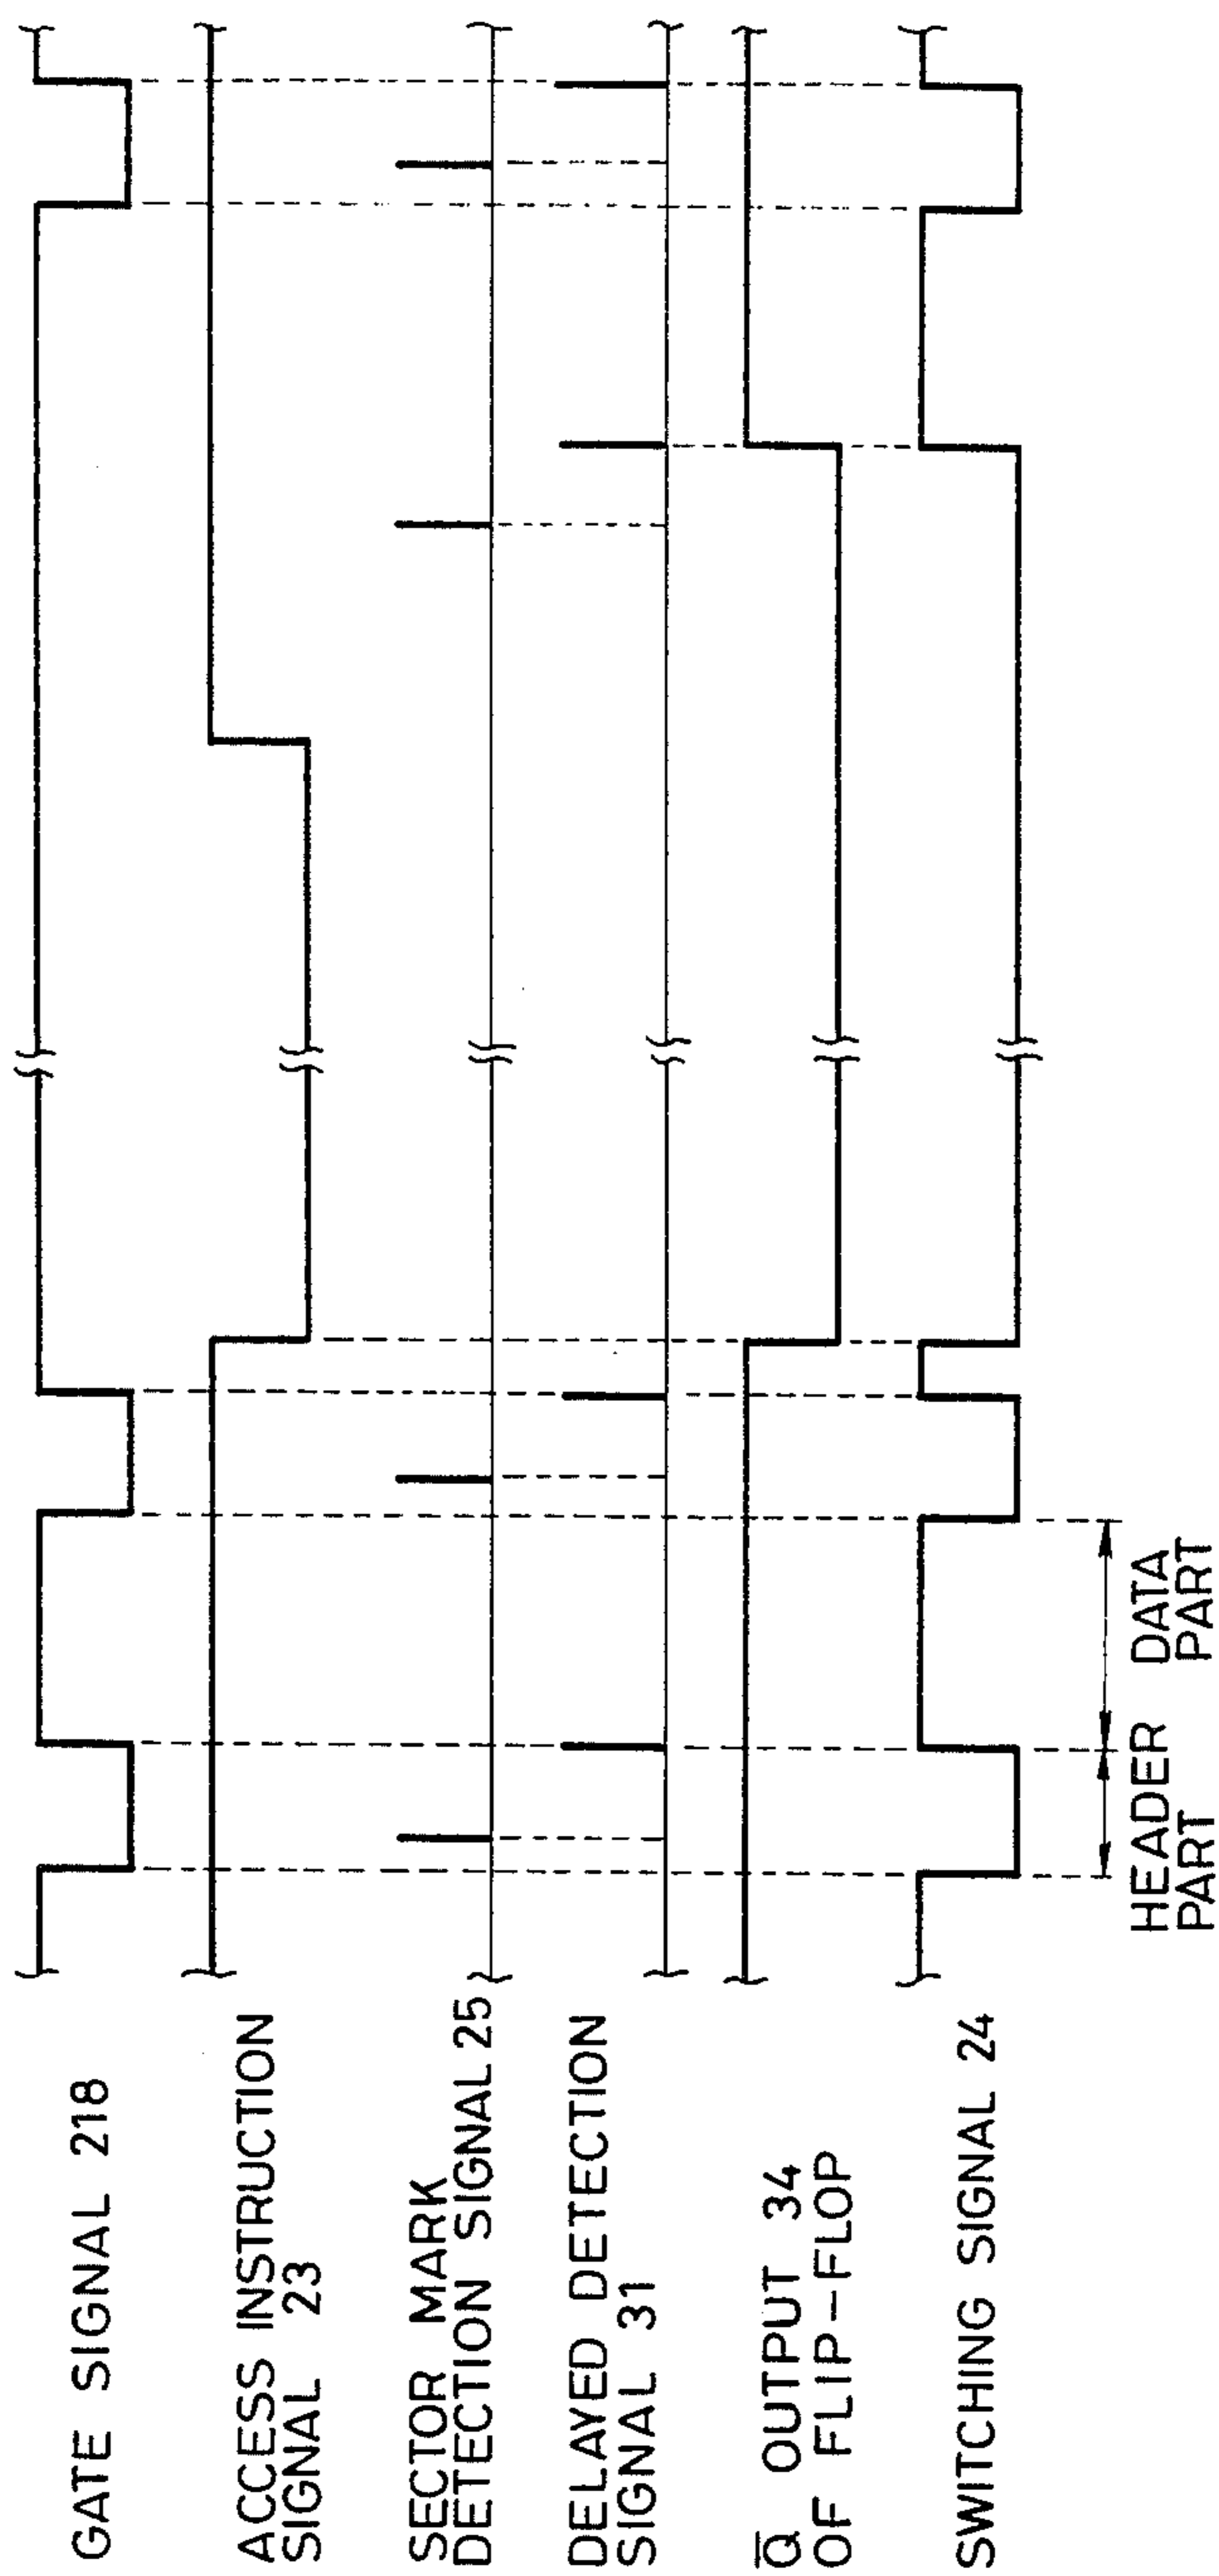 GATE SIGNAL 218
ACCESS INSTRUCTION
SIGNAL 23
SECTOR MARK
DETECTION SIGNAL 25
DELAYED DETECTION
SIGNAL 31
Q̅ OUTPUT 34
OF FLIP-FLOP
SWITCHING SIGNAL 24
HEADER
PART
DATA
PART